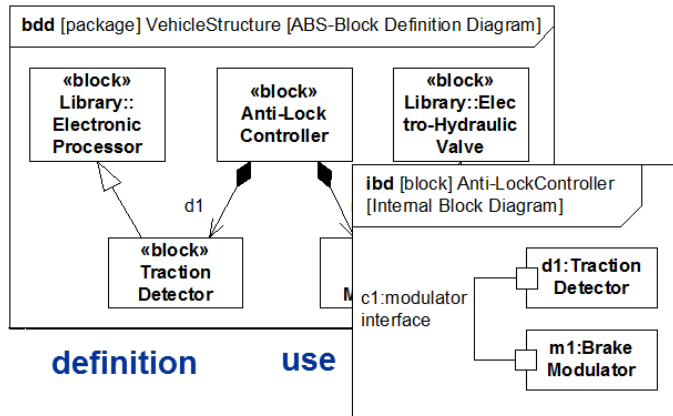 bdd [package] VehicleStructure [ABS-Block Definition Diagram]
«block»
Library::
Electronic
Processor
«block»
Anti-Lock
Controller
«block»
Library::Elec
tro-Hydraulic
Valve
d1
«block»
Traction
Detector
M
ibd [block] Anti-LockController
[Internal Block Diagram]
d1:Traction
Detector
c1:modulator
interface
m1:Brake
Modulator
definition
use